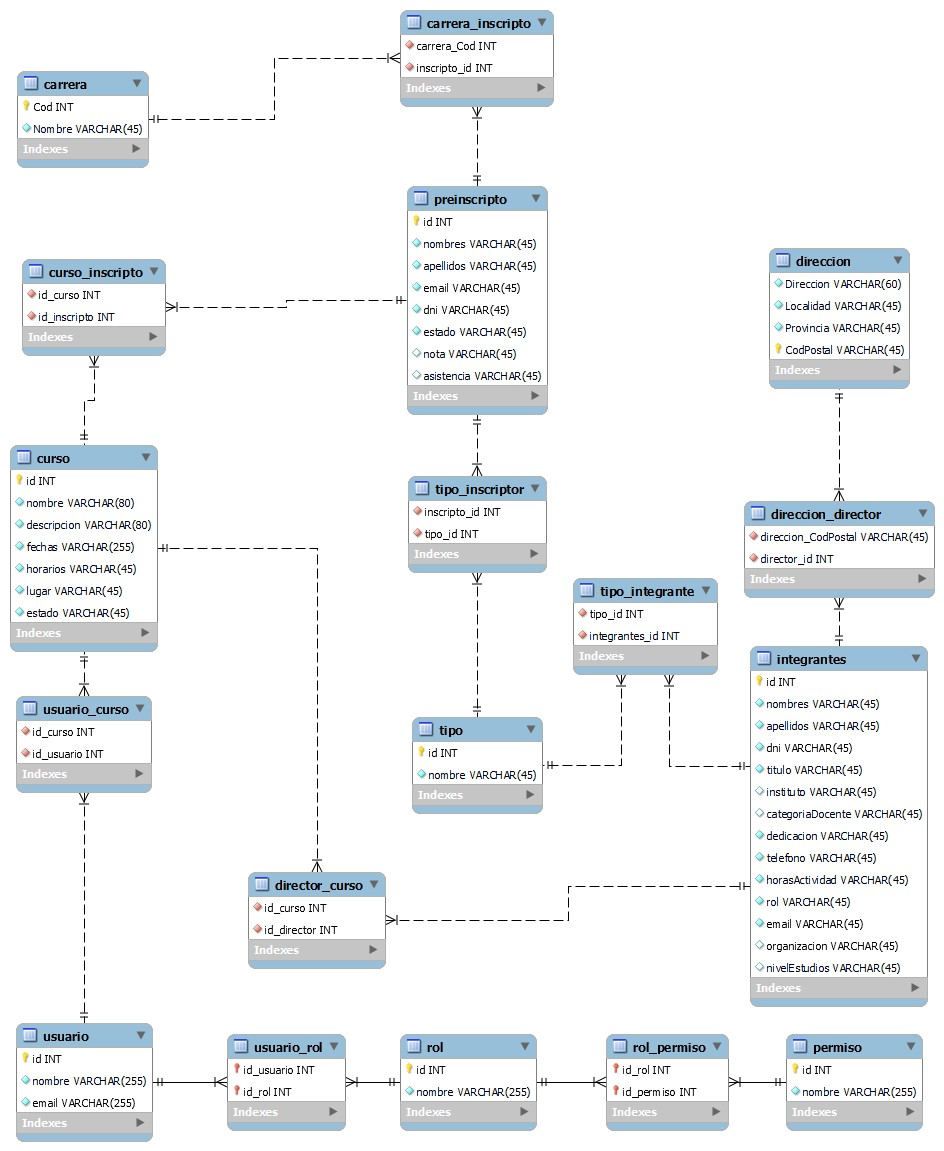 carrera_inscripto
carrera_Cod INT
inscripto_id INT
Indexes
carrera
Cod INT
Nombre VARCHAR(45)
Indexes
preinscripto
id INT
nombres VARCHAR(45)
apellidos VARCHAR(45)
email VARCHAR(45)
dni VARCHAR(45)
estado VARCHAR(45)
nota VARCHAR(45)
asistencia VARCHAR(45)
Indexes
curso_inscripto
id_curso INT
id_inscripto INT
Indexes
direccion
Direccion VARCHAR(60)
Localidad VARCHAR(45)
Provincia VARCHAR(45)
CodPostal VARCHAR(45)
Indexes
curso
id INT
nombre VARCHAR(80)
descripcion VARCHAR(80)
fechas VARCHAR(255)
horarios VARCHAR(45)
lugar VARCHAR(45)
estado VARCHAR(45)
Indexes
tipo_inscriptor
inscripto_id INT
tipo_id INT
Indexes
direccion_director
direccion_CodPostal VARCHAR(45)
director_id INT
Indexes
tipo_integrante
tipo_id INT
integrantes_id INT
Indexes
integrantes
id INT
nombres VARCHAR(45)
apellidos VARCHAR(45)
dni VARCHAR(45)
titulo VARCHAR(45)
instituto VARCHAR(45)
categoriaDocente VARCHAR(45)
dedicacion VARCHAR(45)
telefono VARCHAR(45)
horasActividad VARCHAR(45)
rol VARCHAR(45)
email VARCHAR(45)
organizacion VARCHAR(45)
nivelEstudios VARCHAR(45)
Indexes
usuario_curso
id_curso INT
id_usuario INT
Indexes
tipo
id INT
nombre VARCHAR(45)
Indexes
director_curso
id_curso INT
id_director INT
Indexes
usuario
id INT
nombre VARCHAR(255)
email VARCHAR(255)
Indexes
usuario_rol
id_usuario INT
id_rol INT
Indexes
rol
id INT
nombre VARCHAR(255)
Indexes
rol_permiso
id_rol INT
id_permiso INT
Indexes
permiso
id INT
nombre VARCHAR(255)
Indexes